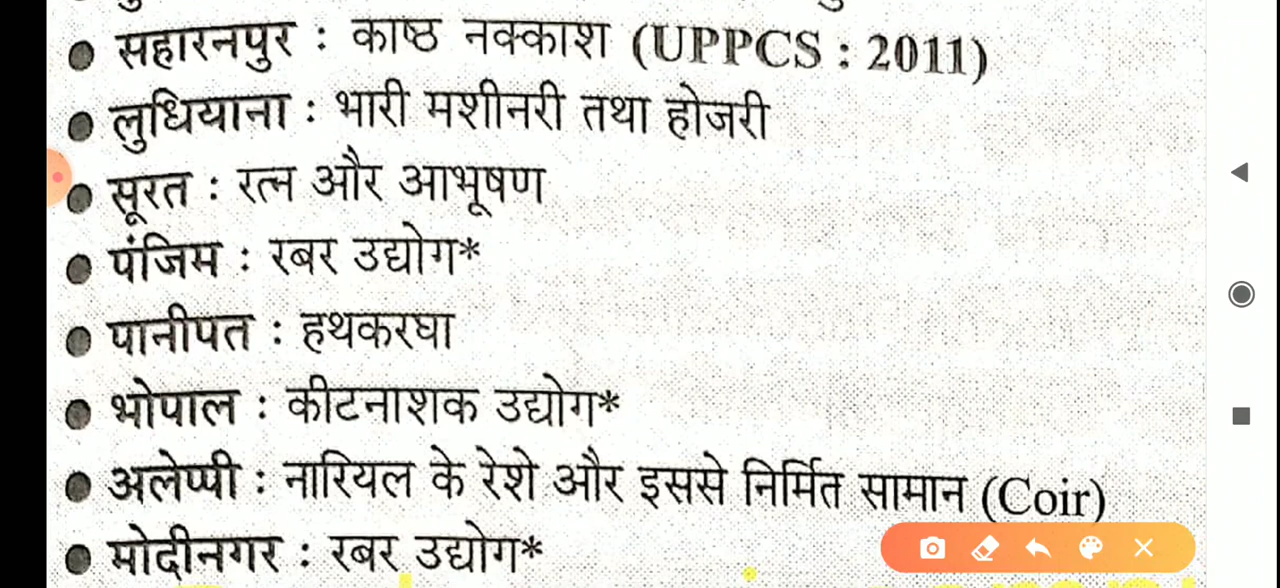 ● सहारनपुर : काष्ठ नक्काश (UPPCS : 2011)
● लुधियाना : भारी मशीनरी तथा होजरी
● सूरत : रत्न और आभूषण
● पंजिम : रबर उद्योग*
● पानीपत : हथकरघा
● भोपाल : कीटनाशक उद्योग*
● अलेप्पी : नारियल के रेशे और इससे निर्मित सामान (Coir)
● मोदीनगर : रबर उद्योग*